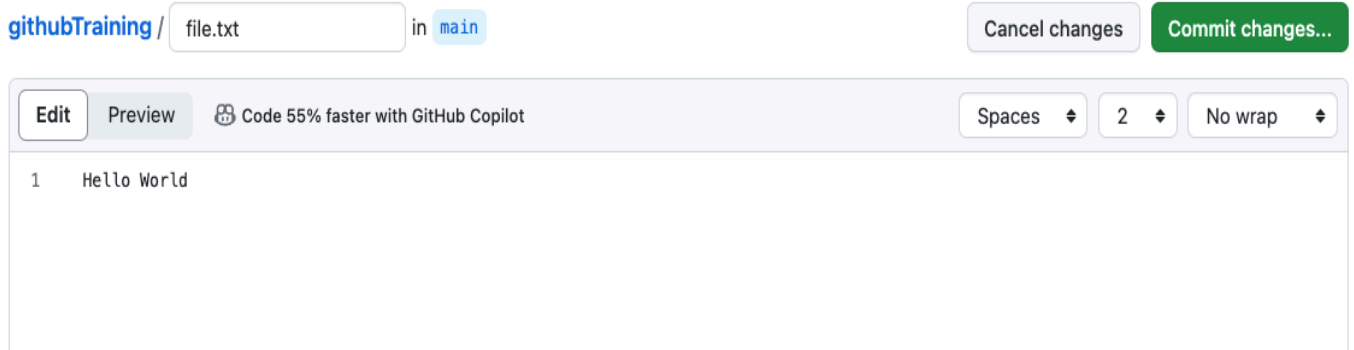 githubTraining / file.txt in main Cancel changes Commit changes...
Edit Preview Code 55% faster with GitHub Copilot Spaces 2 No wrap
1 Hello World